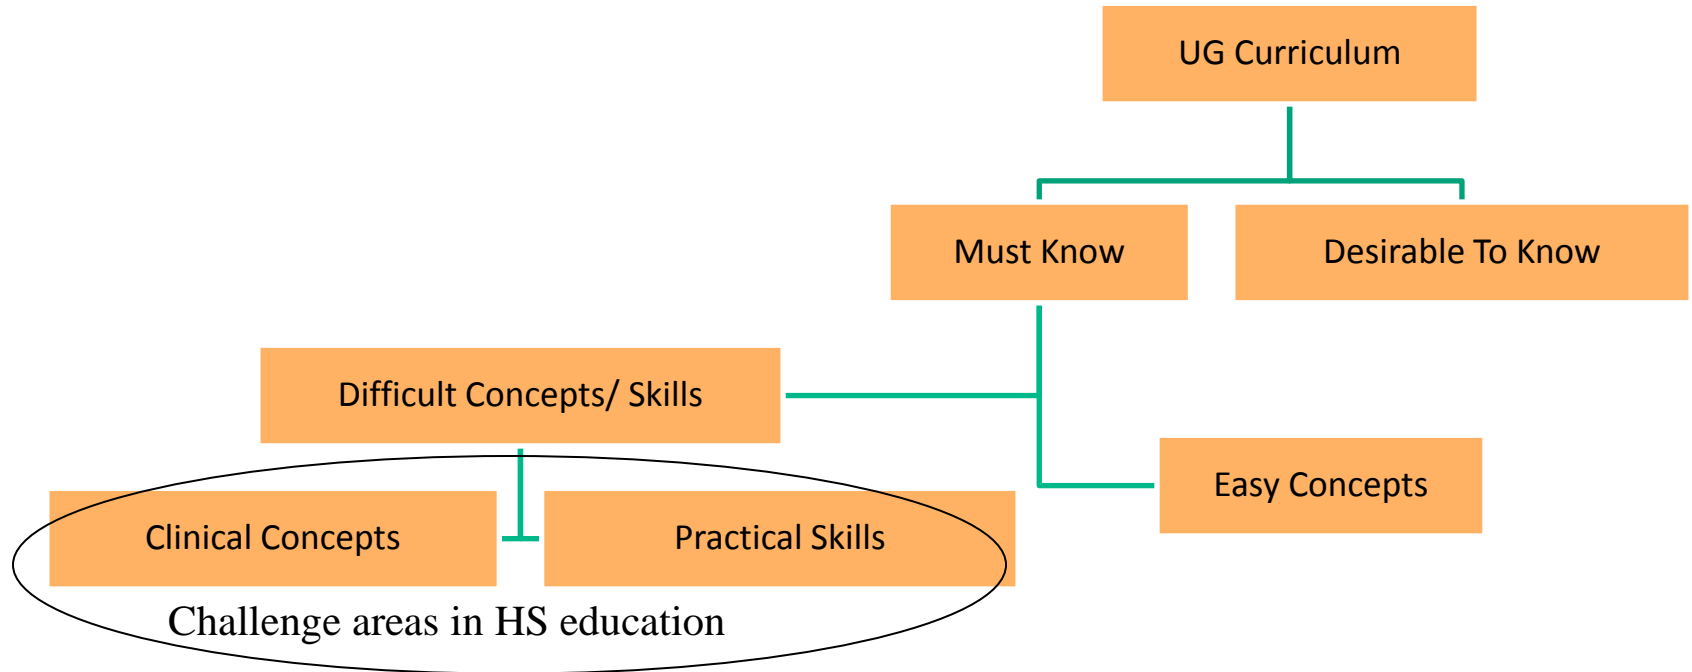 UG Curriculum
Must Know
Desirable To Know
Difficult Concepts/ Skills
Easy Concepts
Clinical Concepts
Practical Skills
Challenge areas in HS education